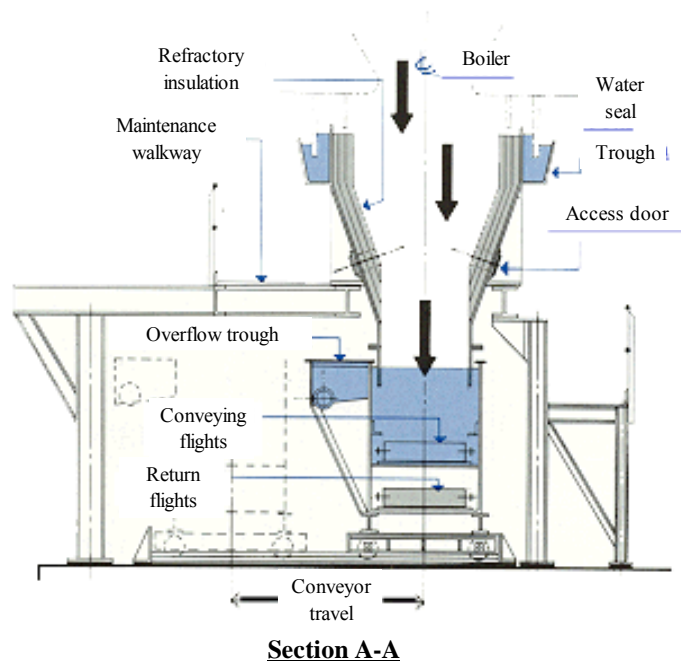 Refractory
insulation
Boiler
Water
seal
Maintenance
walkway
Trough
Access door
Overflow trough
Conveying
flights
Return
flights
Conveyor
travel
Section A-A